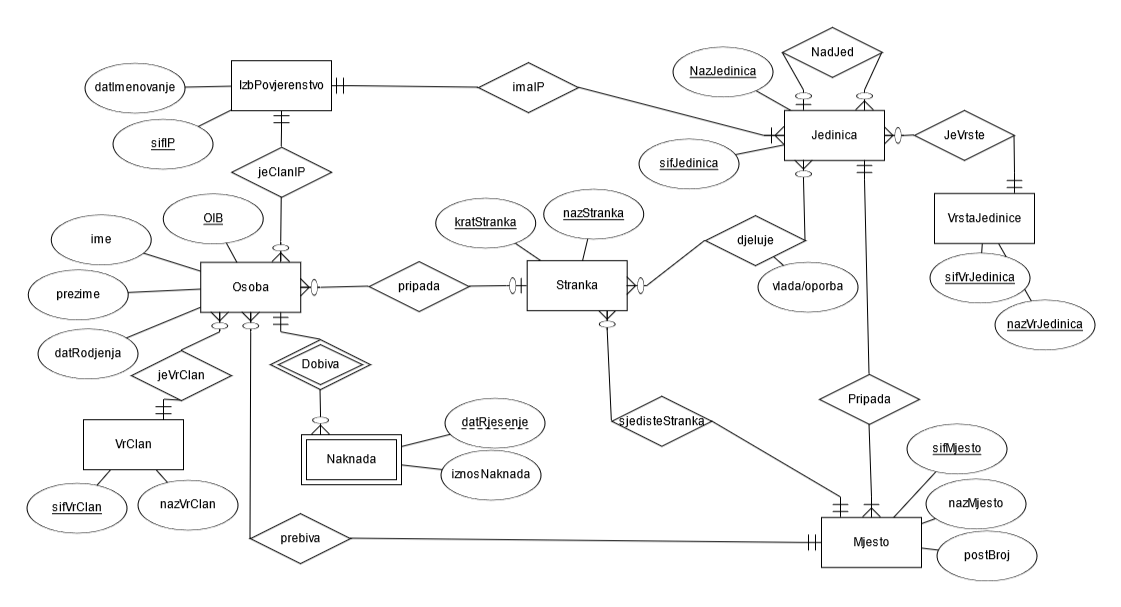 NadJed
NazJedinica
datImenovanje
IzbPovjerenstvo
imaIP
sifIP
Jedinica
JeVrste
sifJedinica
jeClanIP
OIB
kratStranka
nazStranka
VrstaJedinice
ime
djeluje
sifVrJedinica
prezime
Osoba
pripada
Stranka
vlada/oporba
nazVrJedinica
datRodjenja
jeVrClan
Dobiva
Pripada
datRjesenje
sjedisteStranka
VrClan
Naknada
iznosNaknada
sifMjesto
sifVrClan
nazVrClan
nazMjesto
prebiva
Mjesto
postBroj